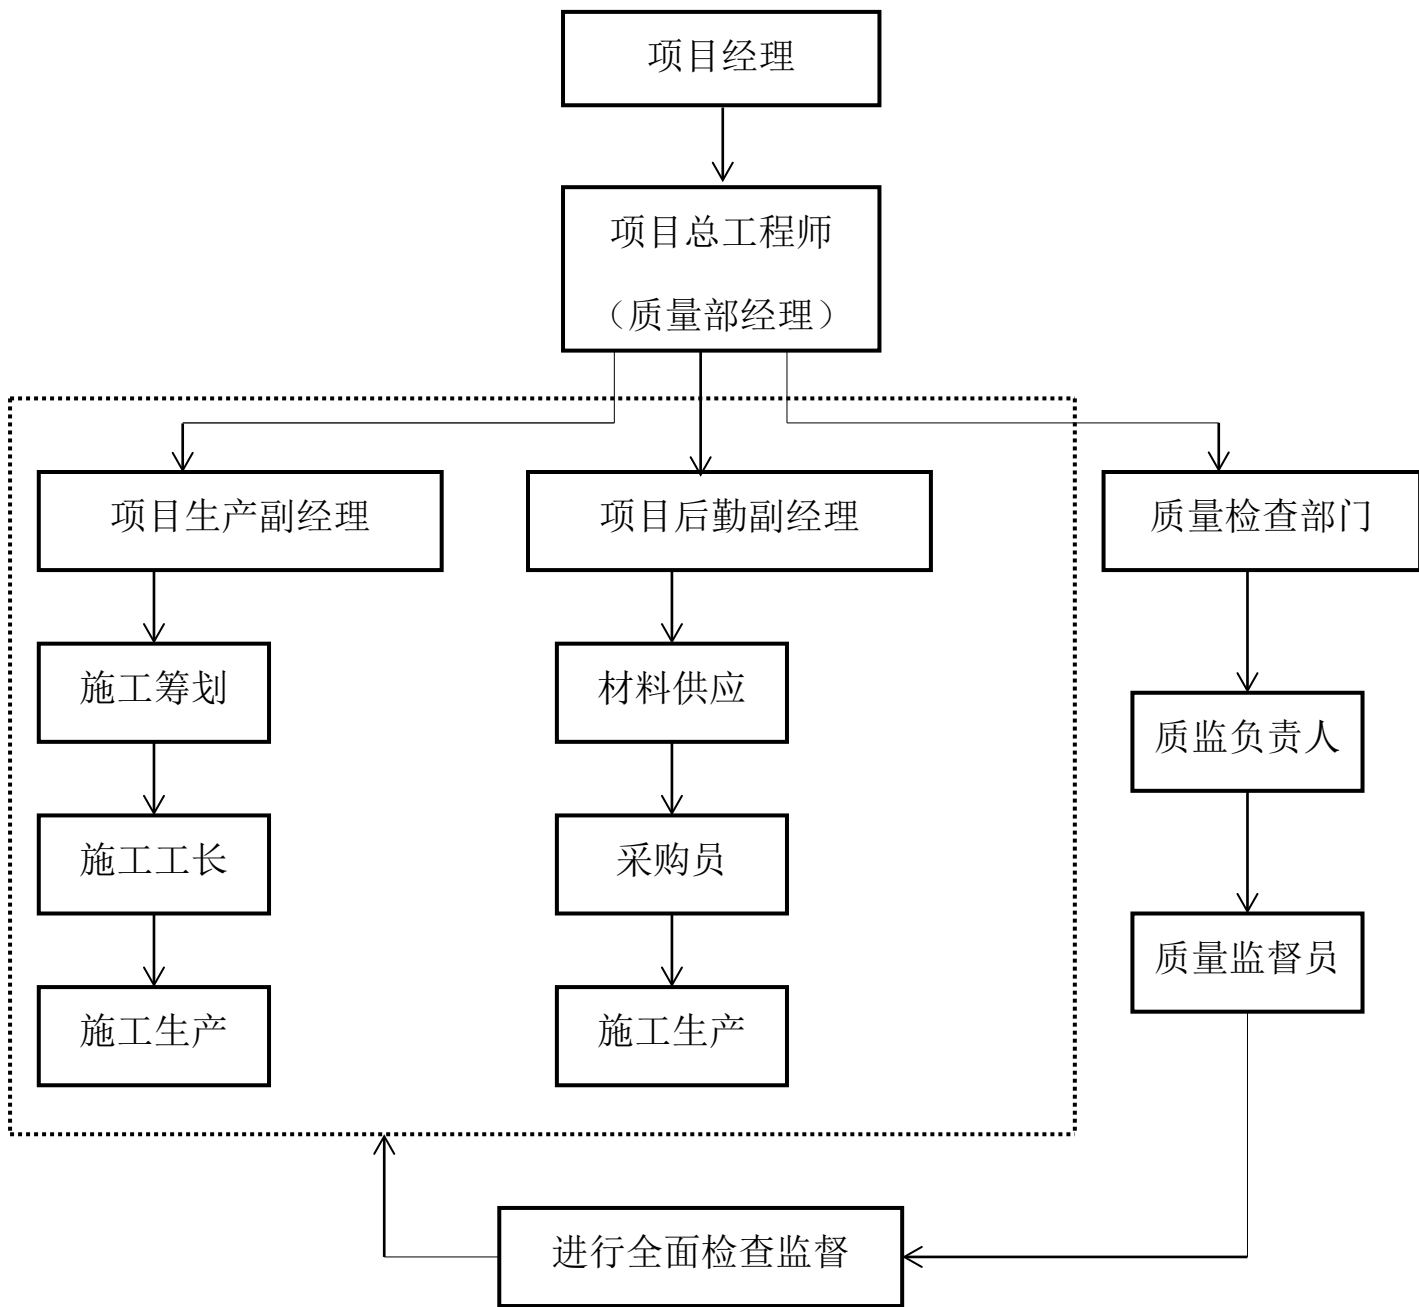 项目经理
项目总工程师
（质量部经理）
项目生产副经理
项目后勤副经理
质量检查部门
施工筹划
材料供应
质监负责人
施工工长
采购员
质量监督员
施工生产
施工生产
进行全面检查监督